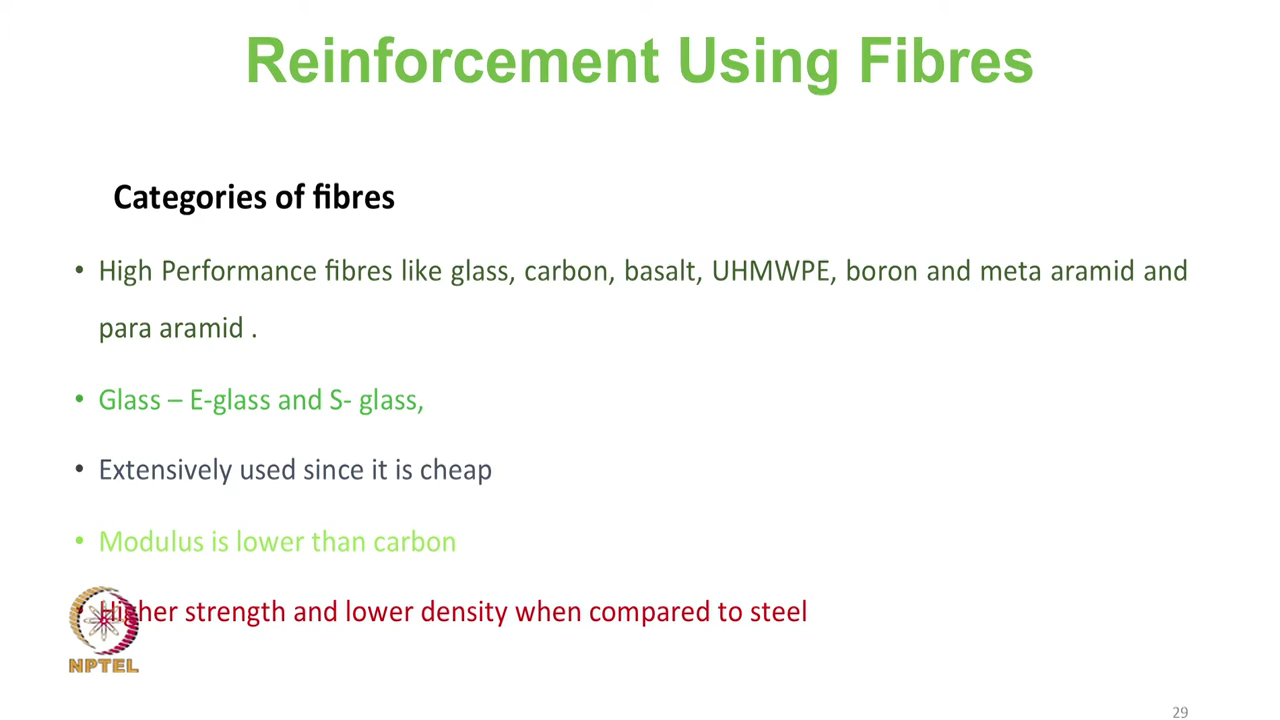 Reinforcement Using Fibres
Categories of fibres
• High Performance fibres like glass, carbon, basalt, UHMWPE, boron and meta aramid and
para aramid .
• Glass – E-glass and S- glass,
• Extensively used since it is cheap
• Modulus is lower than carbon
• Higher strength and lower density when compared to steel
NPTEL
29